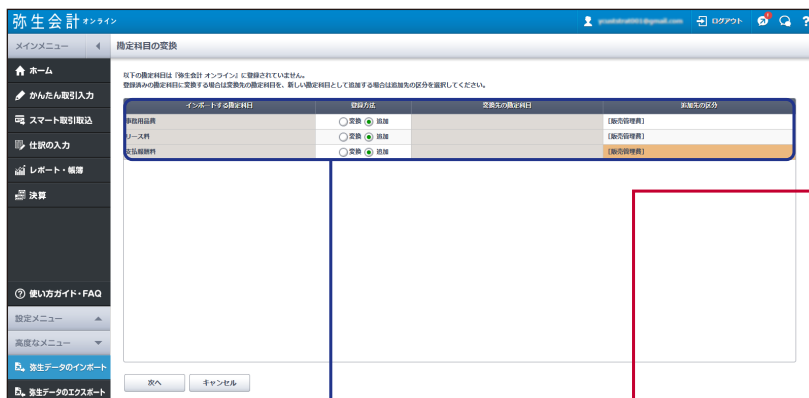 弥生会計 オンライン
ログアウト
?
メインメニュー
勘定科目の変換
ホーム
かんたん取引入力
スマート取引取込
仕訳の入力
レポート・帳簿
決算
使い方ガイド・FAQ
設定メニュー
高度なメニュー
弥生データのインポート
弥生データのエクスポート
以下の勘定科目は『弥生会計 オンライン』に登録されていません。
登録済みの勘定科目に変換する場合は変換先の勘定科目を、新しい勘定科目として追加する場合は追加先の区分を選択してください。
インポートする勘定科目 登録方法 変換先の勘定科目 追加先の区分
事務用品費 変換 追加 [販売管理費]
リース料 変換 追加 [販売管理費]
支払報酬料 変換 追加 [販売管理費]
次へ キャンセル